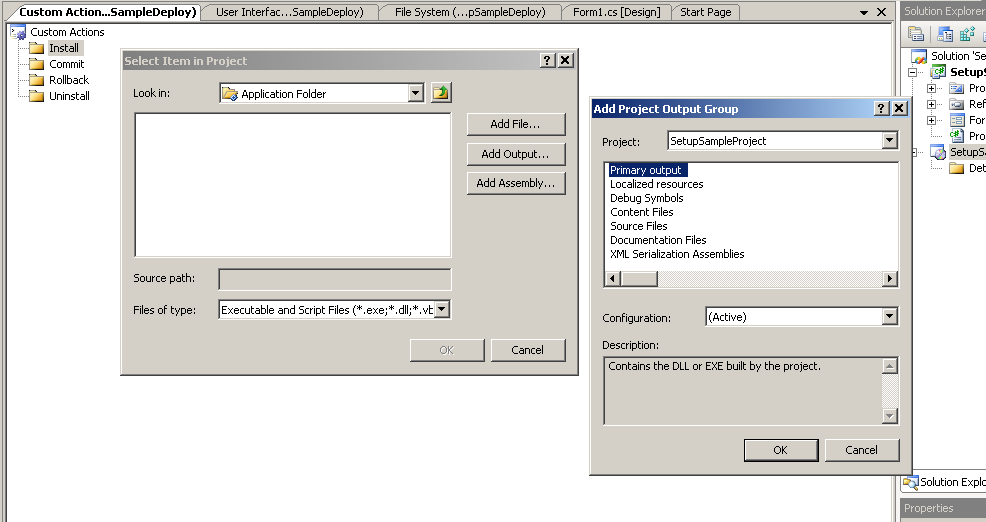 Custom Action...SampleDeploy)
User Interfac...SampleDeploy)
File System (...pSampleDeploy)
Form1.cs [Design]
Start Page
Solution Explorer
Custom Actions
Install
Commit
Rollback
Uninstall
Select Item in Project
Look in:
Application Folder
Add File...
Add Output...
Add Assembly...
Source path:
Files of type:
Executable and Script Files (*.exe;*.dll;*.vb
OK
Cancel
Add Project Output Group
Project:
SetupSampleProject
Primary output
Localized resources
Debug Symbols
Content Files
Source Files
Documentation Files
XML Serialization Assemblies
Configuration:
(Active)
Description:
Contains the DLL or EXE built by the project.
OK
Cancel
Solution 'Se
SetupS
Pro
Ref
For
Pro
SetupSa
Det
Solution Explo
Properties